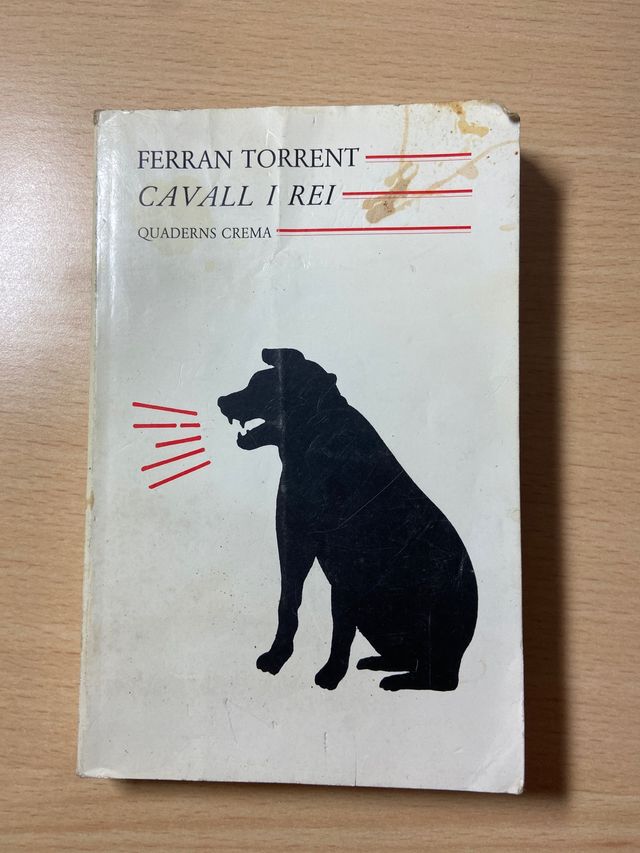 FERRAN TORRENT
CAVALL I REI
QUADERNS CREMA